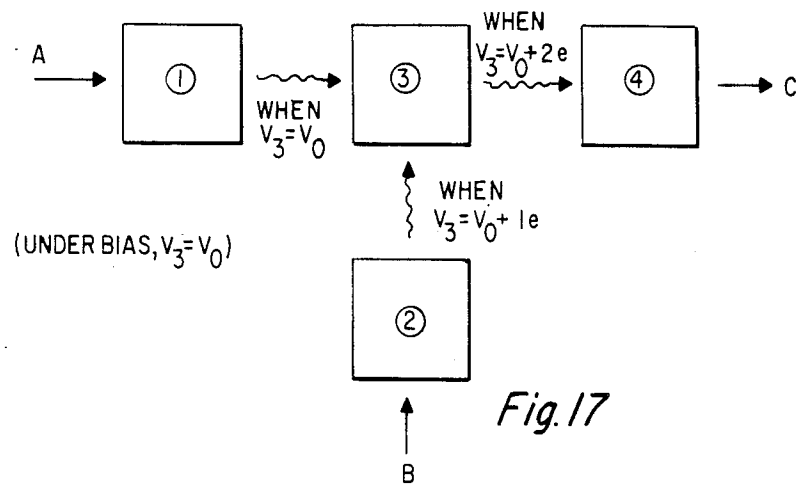 A
①
WHEN
V₃=V₀
③
WHEN
V₃=V₀+2e
④
C
WHEN
V₃=V₀+1e
(UNDER BIAS, V₃=V₀)
②
B
Fig. 17